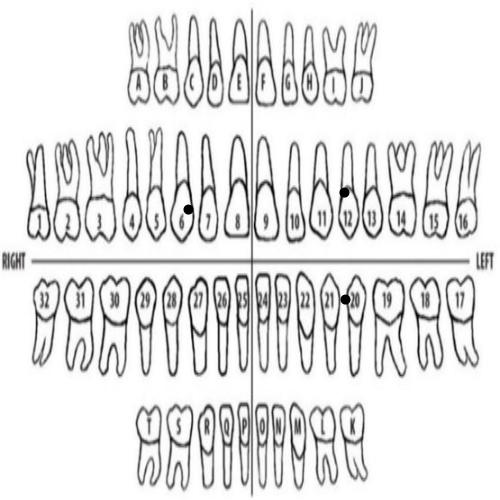 A B C D E F G H I J
1 2 3 4 5 6 7 8 9 10 11 12 13 14 15 16
RIGHT LEFT
32 31 30 29 28 27 26 25 24 23 22 21 20 19 18 17
T S R Q P O N M L K